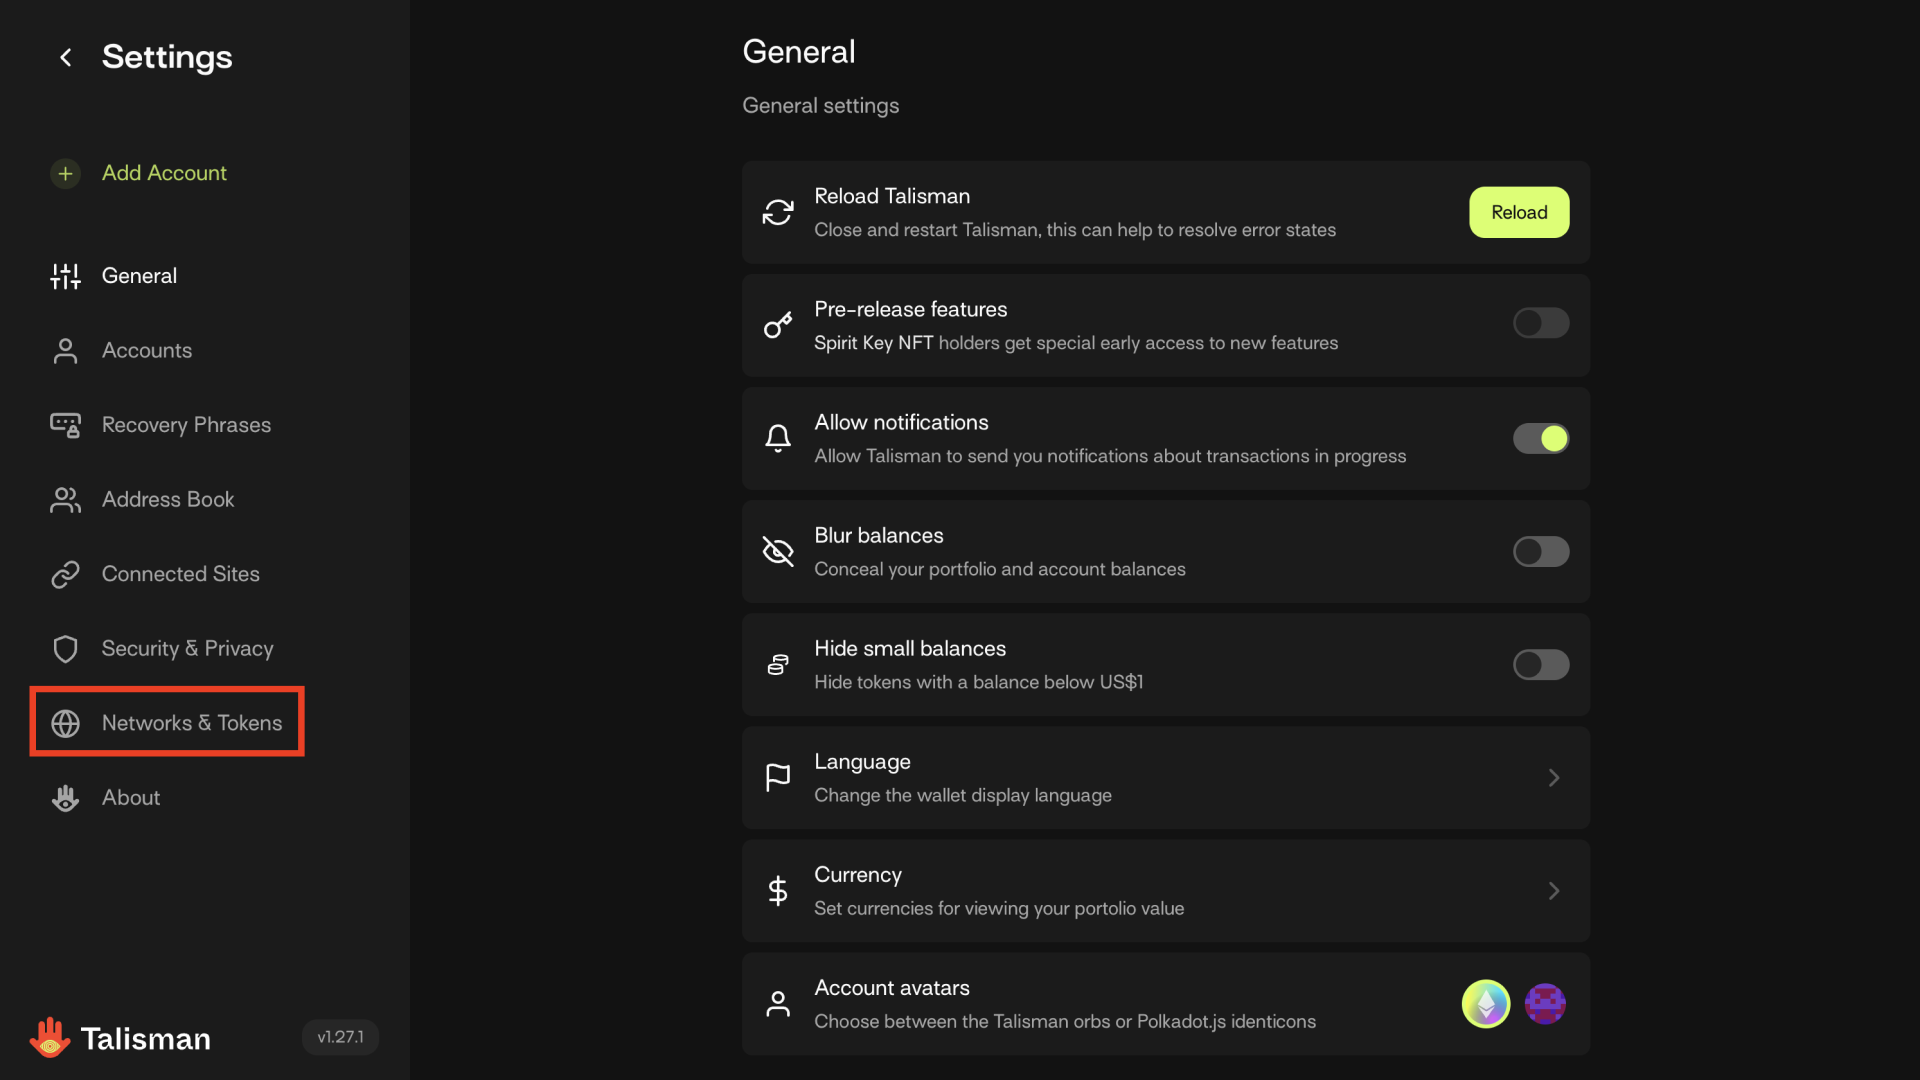 Settings
Add Account
General
Accounts
Recovery Phrases
Address Book
Connected Sites
Security & Privacy
Networks & Tokens
About
Talisman
v1.27.1
General
General settings
Reload Talisman
Close and restart Talisman, this can help to resolve error states
Reload
Pre-release features
Spirit Key NFT holders get special early access to new features
Allow notifications
Allow Talisman to send you notifications about transactions in progress
Blur balances
Conceal your portfolio and account balances
Hide small balances
Hide tokens with a balance below US$1
Language
Change the wallet display language
Currency
Set currencies for viewing your portolio value
Account avatars
Choose between the Talisman orbs or Polkadot.js identicons